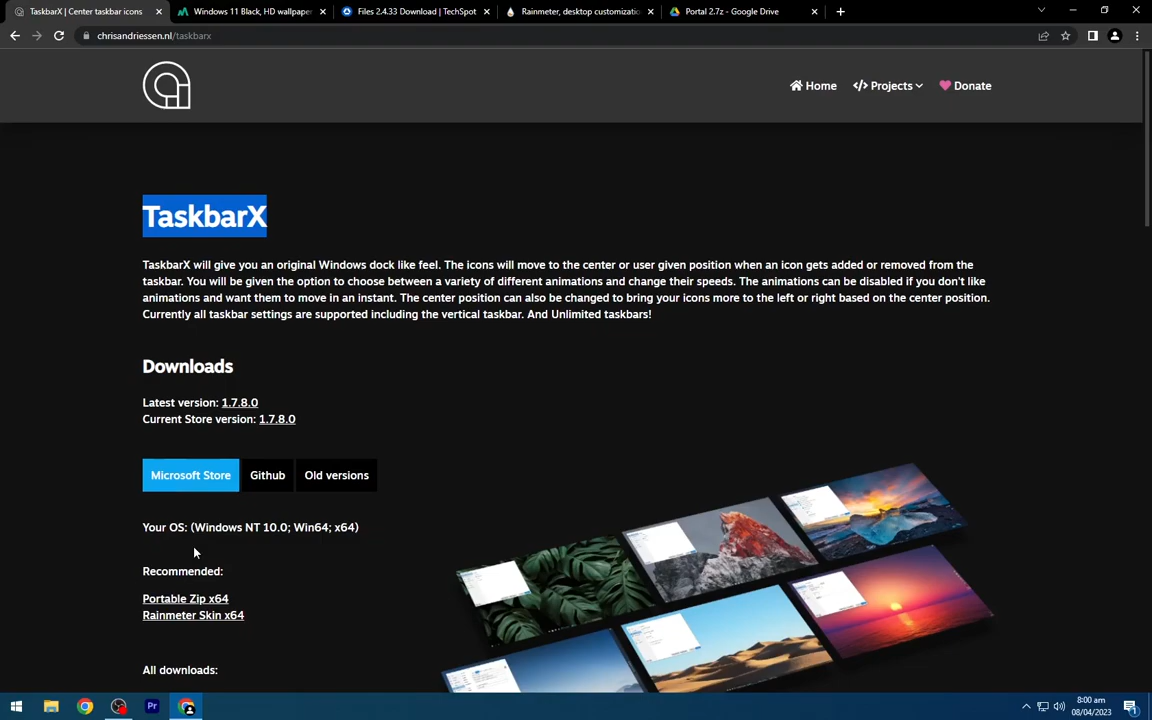 TaskbarX | Center taskbar icons
Windows 11 Black, HD wallpaper
Files 2.4.33 Download | TechSpot
Rainmeter, desktop customizatio
Portal 2.7z - Google Drive
chrisandriessen.nl/taskbarx
Home
Projects
Donate
TaskbarX
TaskbarX will give you an original Windows dock like feel. The icons will move to the center or user given position when an icon gets added or removed from the
taskbar. You will be given the option to choose between a variety of different animations and change their speeds. The animations can be disabled if you don't like
animations and want them to move in an instant. The center position can also be changed to bring your icons more to the left or right based on the center position.
Currently all taskbar settings are supported including the vertical taskbar. And Unlimited taskbars!
Downloads
Latest version: 1.7.8.0
Current Store version: 1.7.8.0
Microsoft Store
Github
Old versions
Your OS: (Windows NT 10.0; Win64; x64)
Recommended:
Portable Zip x64
Rainmeter Skin x64
All downloads:
Pr
8:00 am
08/04/2023
1